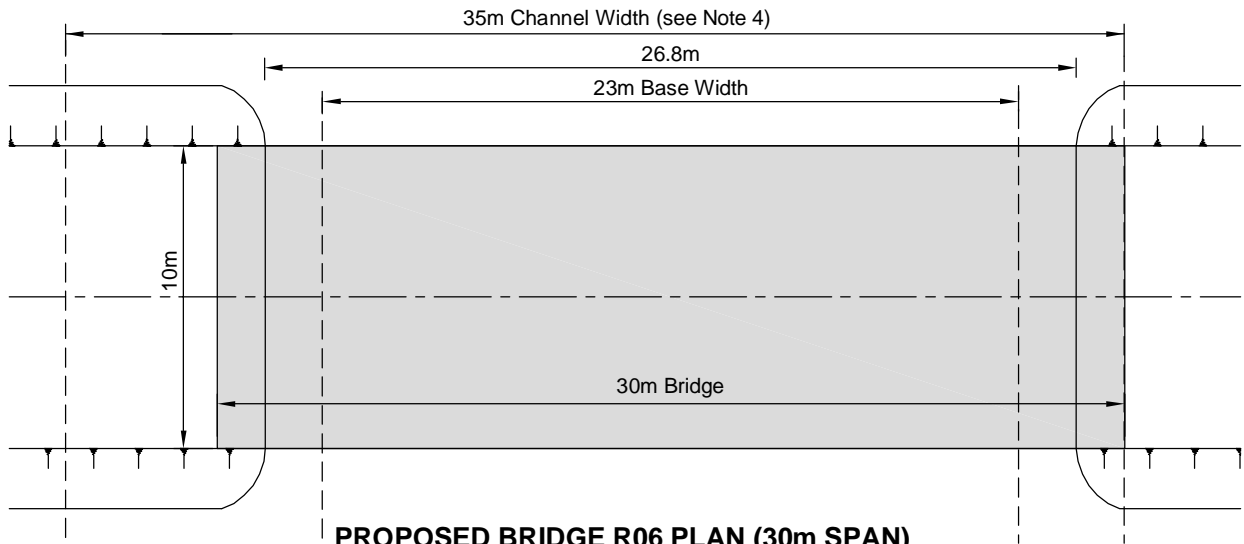 35m Channel Width (see Note 4)
26.8m
23m Base Width
10m
30m Bridge
PROPOSED BRIDGE R06 PLAN (30m SPAN)